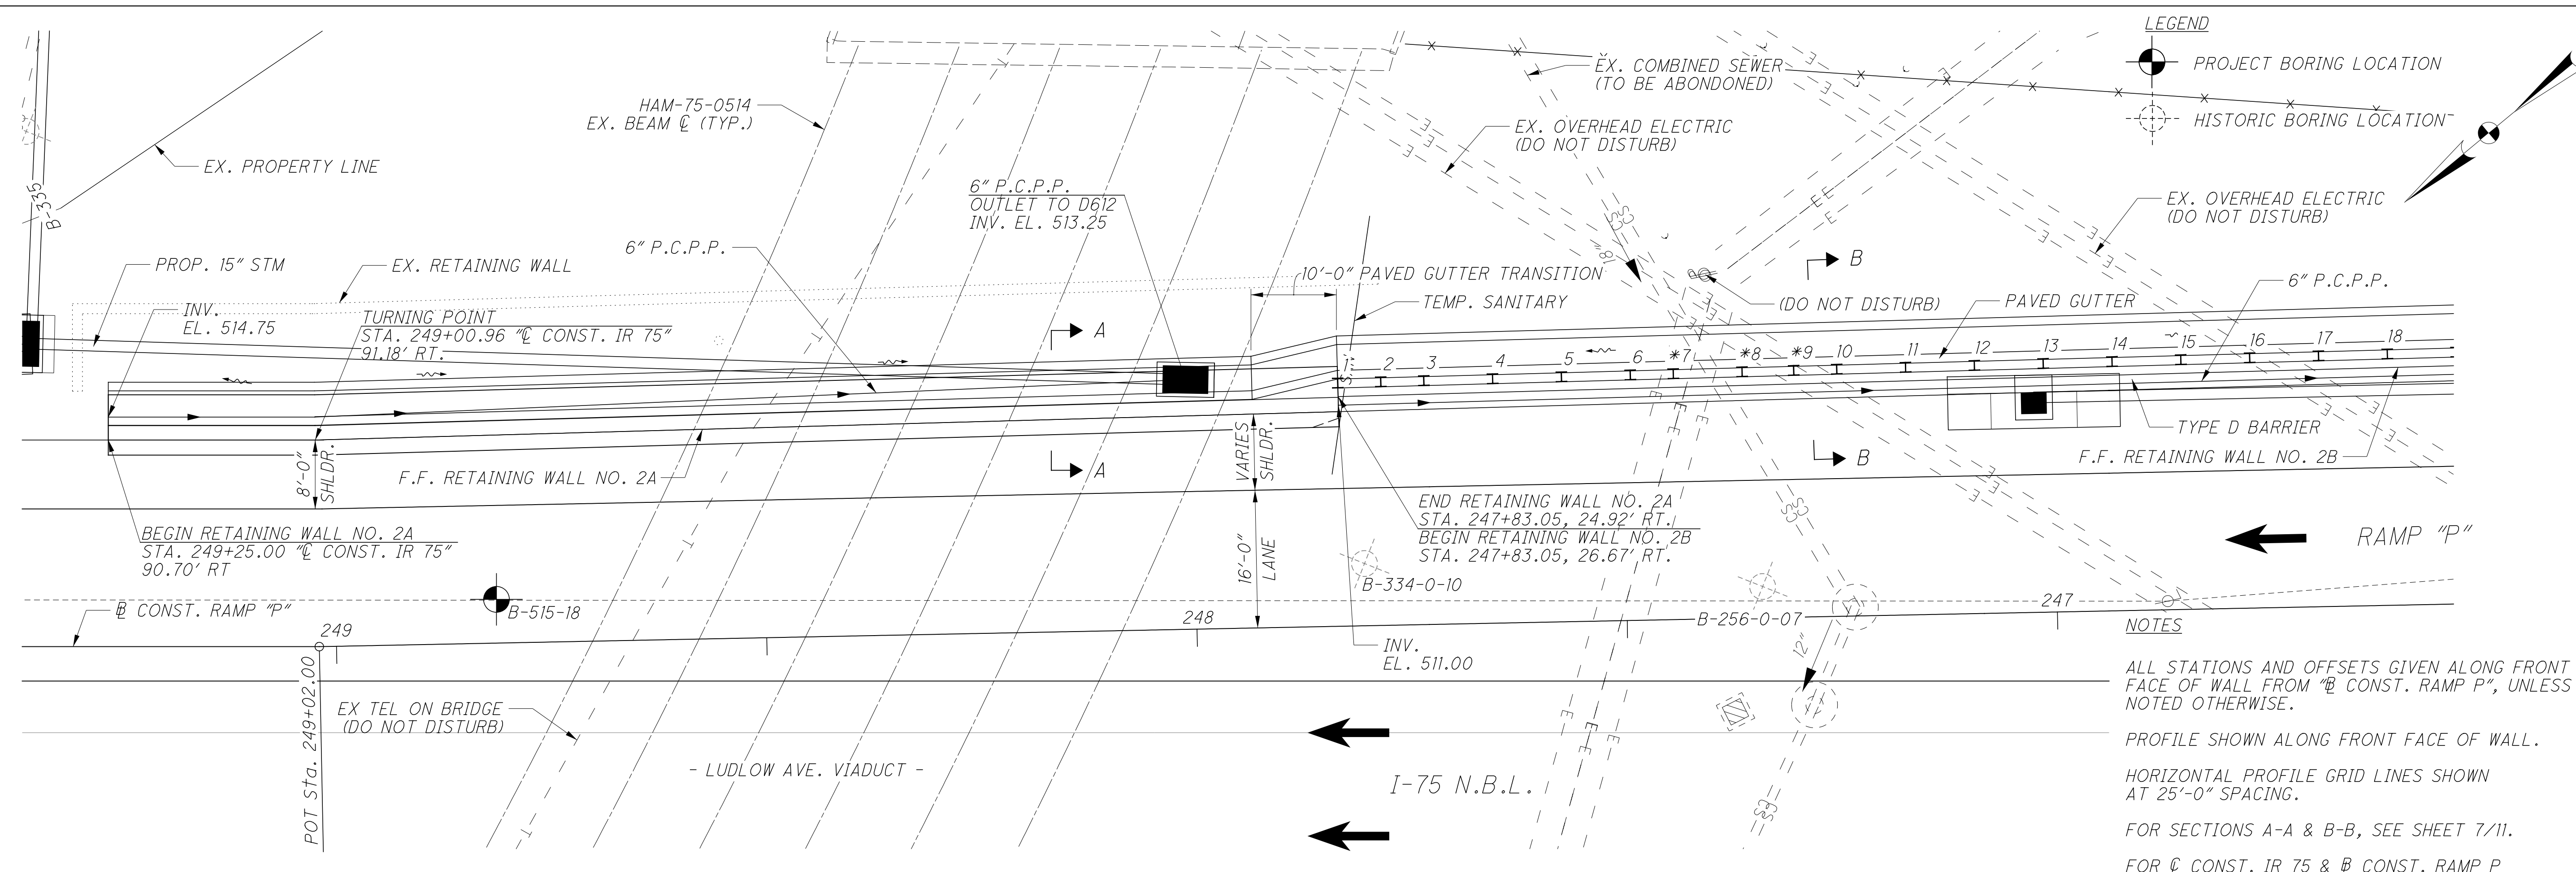 LEGEND
PROJECT BORING LOCATION
HISTORIC BORING LOCATION
EX. COMBINED SEWER
(TO BE ABONDONED)
HAM-75-0514
EX. BEAM ℄ (TYP.)
EX. OVERHEAD ELECTRIC
(DO NOT DISTURB)
EX. PROPERTY LINE
B-335
6" P.C.P.P.
OUTLET TO D612
INV. EL. 513.25
EX. OVERHEAD ELECTRIC
(DO NOT DISTURB)
6" P.C.P.P.
PROP. 15" STM
EX. RETAINING WALL
18"
B
10'-0" PAVED GUTTER TRANSITION
TEMP. SANITARY
(DO NOT DISTURB)
PAVED GUTTER
6" P.C.P.P.
INV.
EL. 514.75
TURNING POINT
STA. 249+00.96 "℄ CONST. IR 75"
91.18' RT.
A
1 2 3 4 5 6 *7 *8 *9 10 11 12 13 14 15 16 17 18
8'-0"
SHLDR.
F.F. RETAINING WALL NO. 2A
A
VARIES
SHLDR.
B
TYPE D BARRIER
F.F. RETAINING WALL NO. 2B
BEGIN RETAINING WALL NO. 2A
STA. 249+25.00 "℄ CONST. IR 75"
90.70' RT
END RETAINING WALL NO. 2A
STA. 247+83.05, 24.92' RT.
BEGIN RETAINING WALL NO. 2B
STA. 247+83.05, 26.67' RT.
16'-0"
LANE
RAMP "P"
B-334-0-10
B CONST. RAMP "P"
B-515-18
249
248
B-256-0-07
247
INV.
EL. 511.00
12"
POT Sta. 249+02.00
EX TEL ON BRIDGE
(DO NOT DISTURB)
- LUDLOW AVE. VIADUCT -
I-75 N.B.L.
NOTES
ALL STATIONS AND OFFSETS GIVEN ALONG FRONT
FACE OF WALL FROM "B CONST. RAMP P", UNLESS
NOTED OTHERWISE.
PROFILE SHOWN ALONG FRONT FACE OF WALL.
HORIZONTAL PROFILE GRID LINES SHOWN
AT 25'-0" SPACING.
FOR SECTIONS A-A & B-B, SEE SHEET 7/11.
FOR ℄ CONST. IR 75 & B CONST. RAMP P